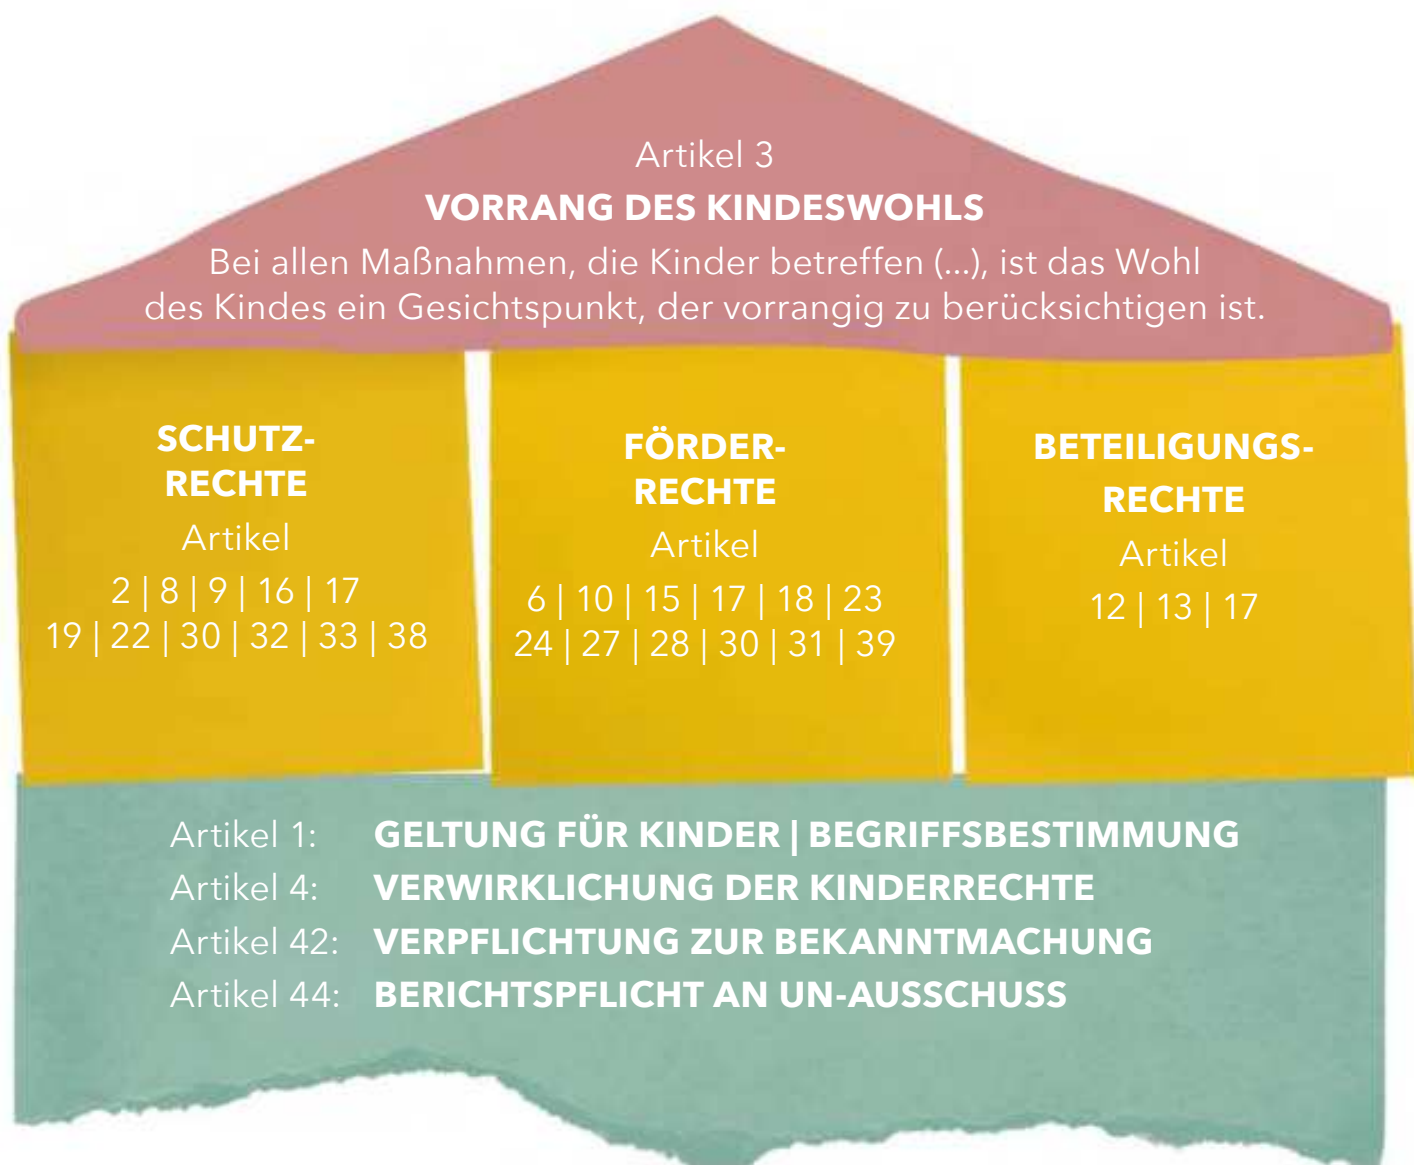 Artikel 3
VORRANG DES KINDESWOHLS
Bei allen Maßnahmen, die Kinder betreffen (...), ist das Wohl
des Kindes ein Gesichtspunkt, der vorrangig zu berücksichtigen ist.
SCHUTZ-
RECHTE
Artikel
2 | 8 | 9 | 16 | 17
19 | 22 | 30 | 32 | 33 | 38
FÖRDER-
RECHTE
Artikel
6 | 10 | 15 | 17 | 18 | 23
24 | 27 | 28 | 30 | 31 | 39
BETEILIGUNGS-
RECHTE
Artikel
12 | 13 | 17
Artikel 1: GELTUNG FÜR KINDER | BEGRIFFSBESTIMMUNG
Artikel 4: VERWIRKLICHUNG DER KINDERRECHTE
Artikel 42: VERPFLICHTUNG ZUR BEKANNTMACHUNG
Artikel 44: BERICHTSPFLICHT AN UN-AUSSCHUSS